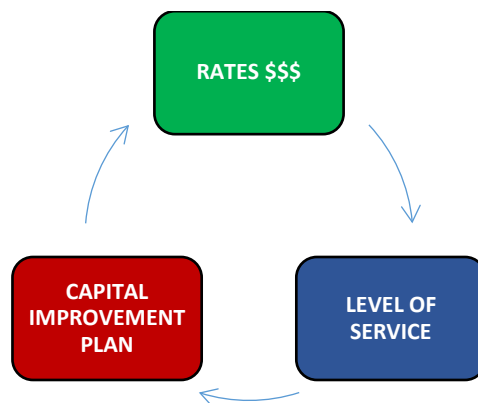 RATES $$$
CAPITAL
IMPROVEMENT
PLAN
LEVEL OF
SERVICE